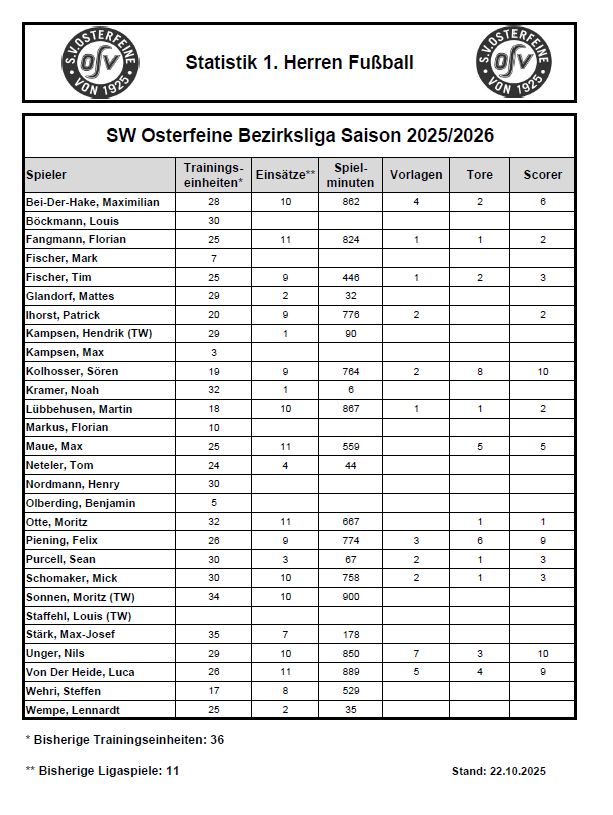 S.V. OSTERFEINE
OSV
VON 1925
Statistik 1. Herren Fußball
S.V. OSTERFEINE
OSV
VON 1925
SW Osterfeine Bezirksliga Saison 2025/2026
Spieler Trainings-einheiten* Einsätze** Spiel-minuten Vorlagen Tore Scorer
Bei-Der-Hake, Maximilian 28 10 862 4 2 6
Böckmann, Louis 30
Fangmann, Florian 25 11 824 1 1 2
Fischer, Mark 7
Fischer, Tim 25 9 446 1 2 3
Glandorf, Mattes 29 2 32
Ihorst, Patrick 20 9 776 2 2
Kampsen, Hendrik (TW) 29 1 90
Kampsen, Max 3
Kolhosser, Sören 19 9 764 2 8 10
Kramer, Noah 32 1 6
Lübbehusen, Martin 18 10 867 1 1 2
Markus, Florian 10
Maue, Max 25 11 559 5 5
Neteler, Tom 24 4 44
Nordmann, Henry 30
Olberding, Benjamin 5
Otte, Moritz 32 11 667 1 1
Piening, Felix 26 9 774 3 6 9
Purcell, Sean 30 3 67 2 1 3
Schomaker, Mick 30 10 758 2 1 3
Sonnen, Moritz (TW) 34 10 900
Staffehl, Louis (TW)
Stärk, Max-Josef 35 7 178
Unger, Nils 29 10 850 7 3 10
Von Der Heide, Luca 26 11 889 5 4 9
Wehri, Steffen 17 8 529
Wempe, Lennardt 25 2 35
* Bisherige Trainingseinheiten: 36
** Bisherige Ligaspiele: 11 Stand: 22.10.2025